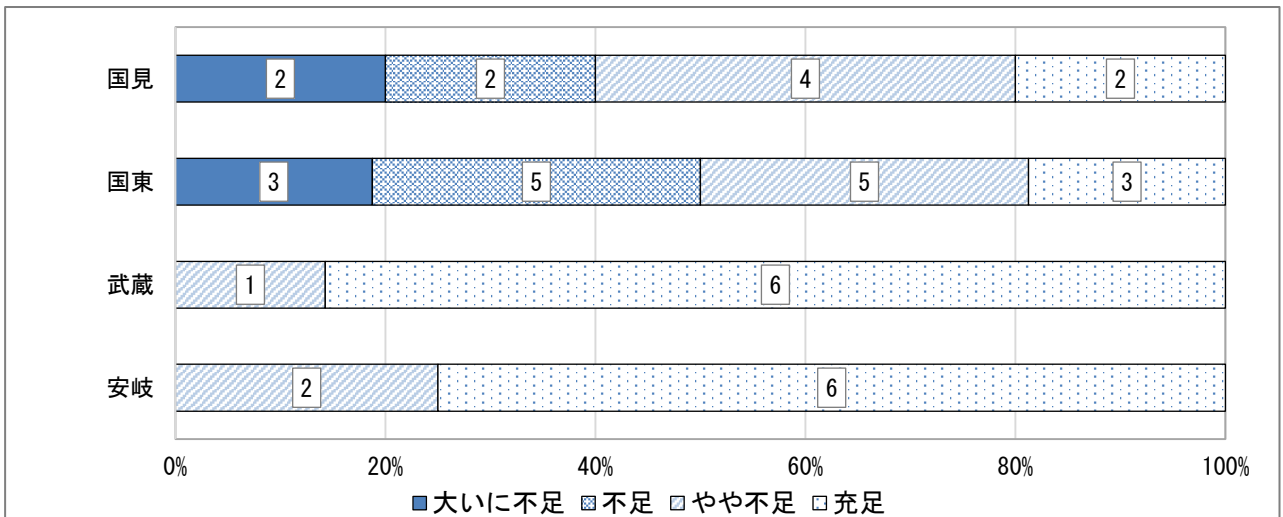 国見 2 2 4 2
国東 3 5 5 3
武蔵 1 6
安岐 2 6
0% 20% 40% 60% 80% 100%
■大いに不足 不足 やや不足 充足